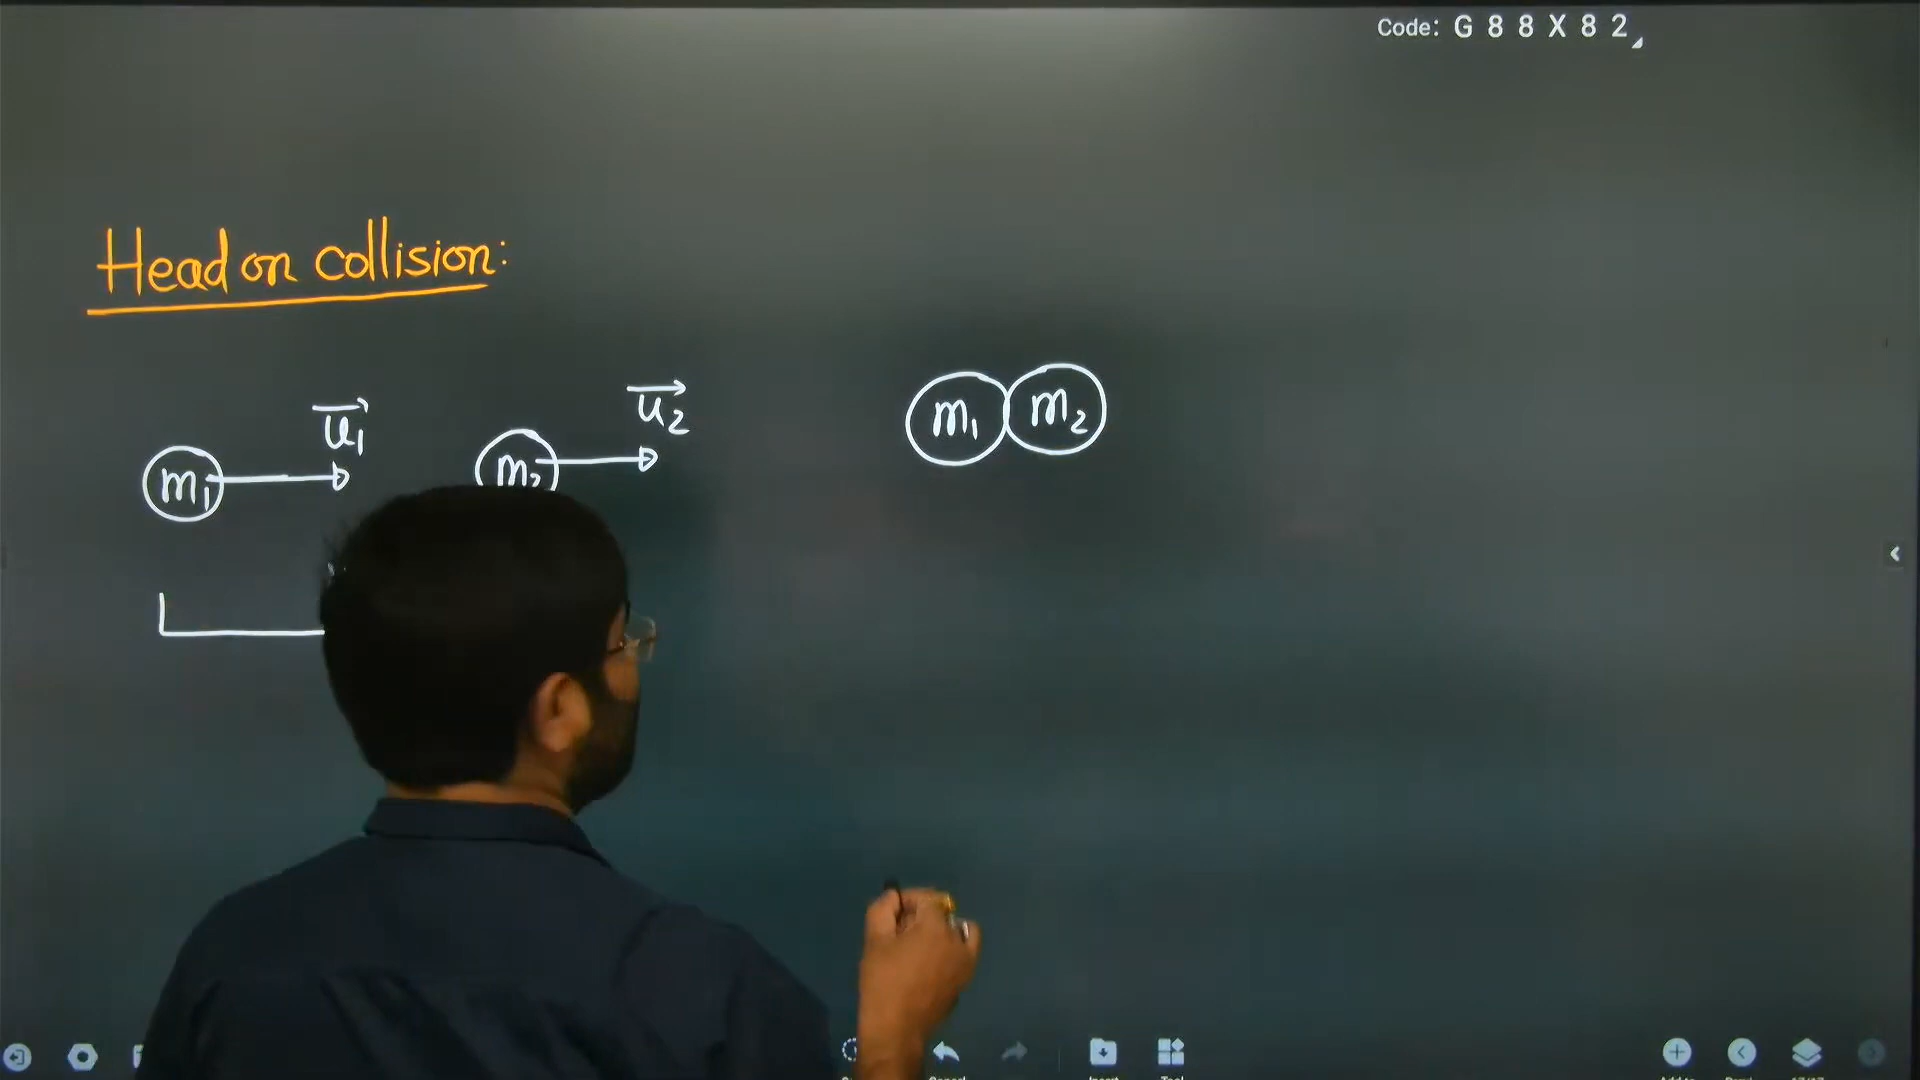 Code: G 8 8 X 8 2
Head on collision:
u₁
u₂
m₁
m₂
m₁
m₂